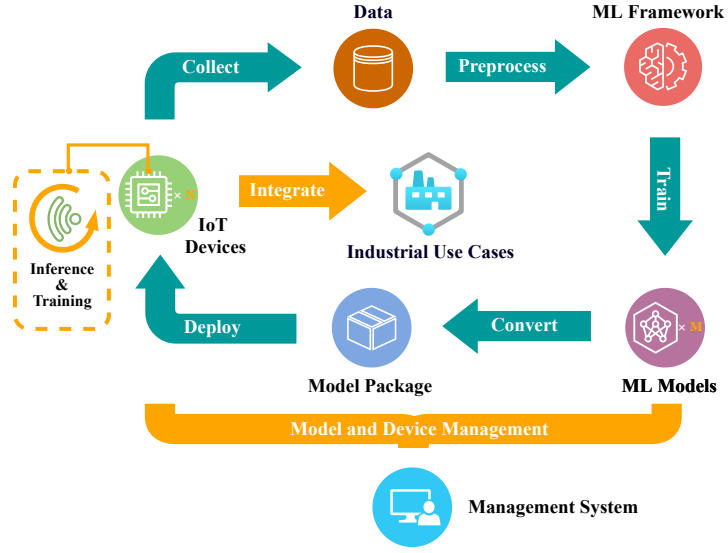 Data
ML Framework
Collect
Preprocess
Train
× N
Integrate
IoT
Devices
Industrial Use Cases
Inference
&
Training
Deploy
Convert
× M
Model Package
ML Models
Model and Device Management
Management System